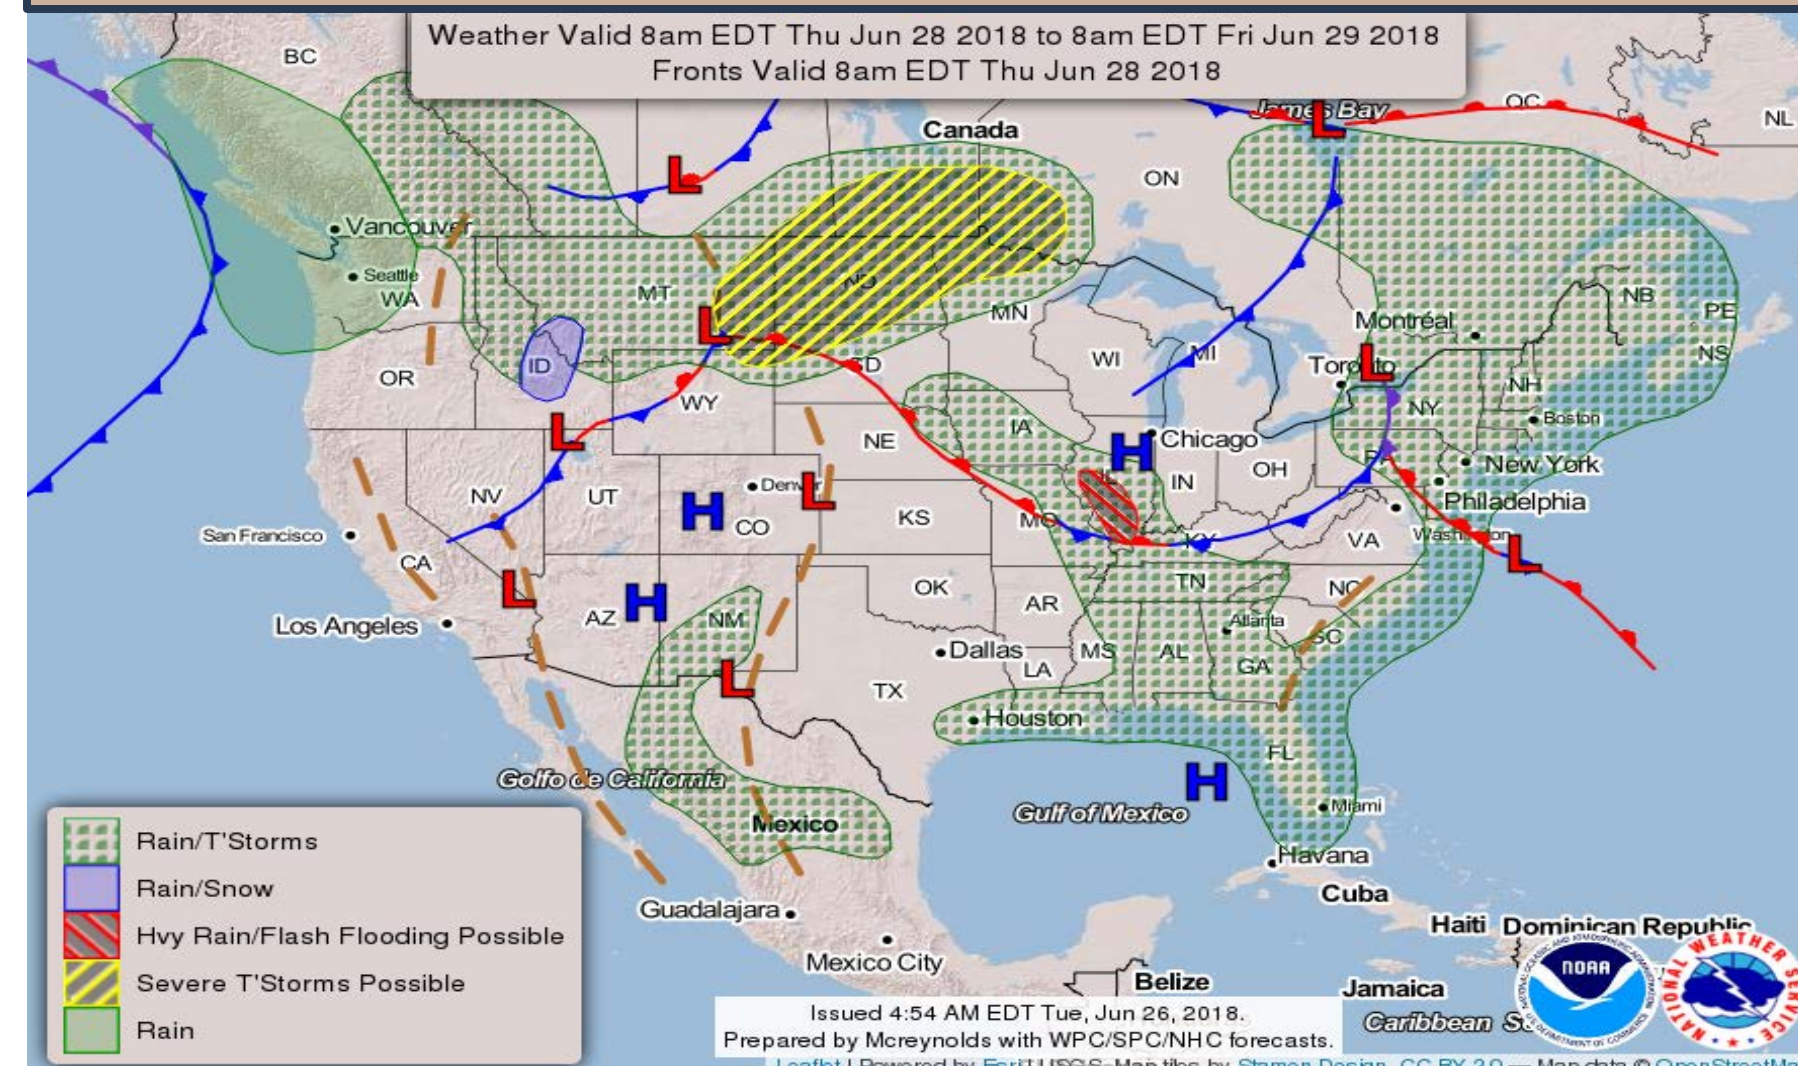 Weather Valid 8am EDT Thu Jun 28 2018 to 8am EDT Fri Jun 29 2018
Fronts Valid 8am EDT Thu Jun 28 2018
BC
James Bay
QC
NL
Canada
L
L
ON
Vancouver
Seattle
WA
MT
ND
MN
NB
PE
Montréal
NS
L
WI
MI
Toronto
L
ID
SD
OR
NH
WY
NY
Boston
IA
NE
L
H
Chicago
OH
PA
New York
IL
IN
NV
UT
Denver
L
Philadelphia
H
CO
KS
MO
San Francisco
KY
VA
Washington
L
CA
TN
L
AZ
H
NM
OK
AR
NC
Los Angeles
Atlanta
SC
Dallas
MS
AL
GA
LA
L
TX
Houston
FL
Golfo de California
H
Gulf of Mexico
Miami
Mexico
Havana
Cuba
Guadalajara
Haiti
Dominican Republic
Mexico City
Belize
Jamaica
Caribbean
Rain/T'Storms
Rain/Snow
Hvy Rain/Flash Flooding Possible
Severe T'Storms Possible
Rain
NOAA
NATIONAL WEATHER SERVICE
Issued 4:54 AM EDT Tue, Jun 26, 2018.
Prepared by Mcreynolds with WPC/SPC/NHC forecasts.